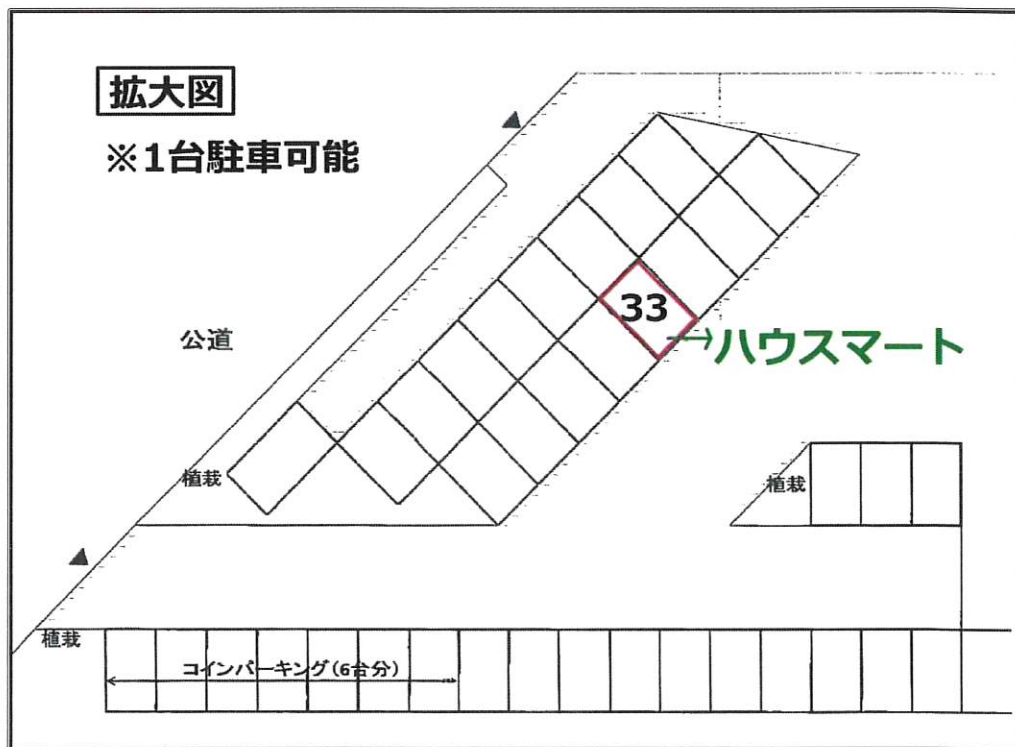 拡大図
※1台駐車可能
公道
33
ハウスマート
植栽
植栽
植栽
コインパーキング(6台分)